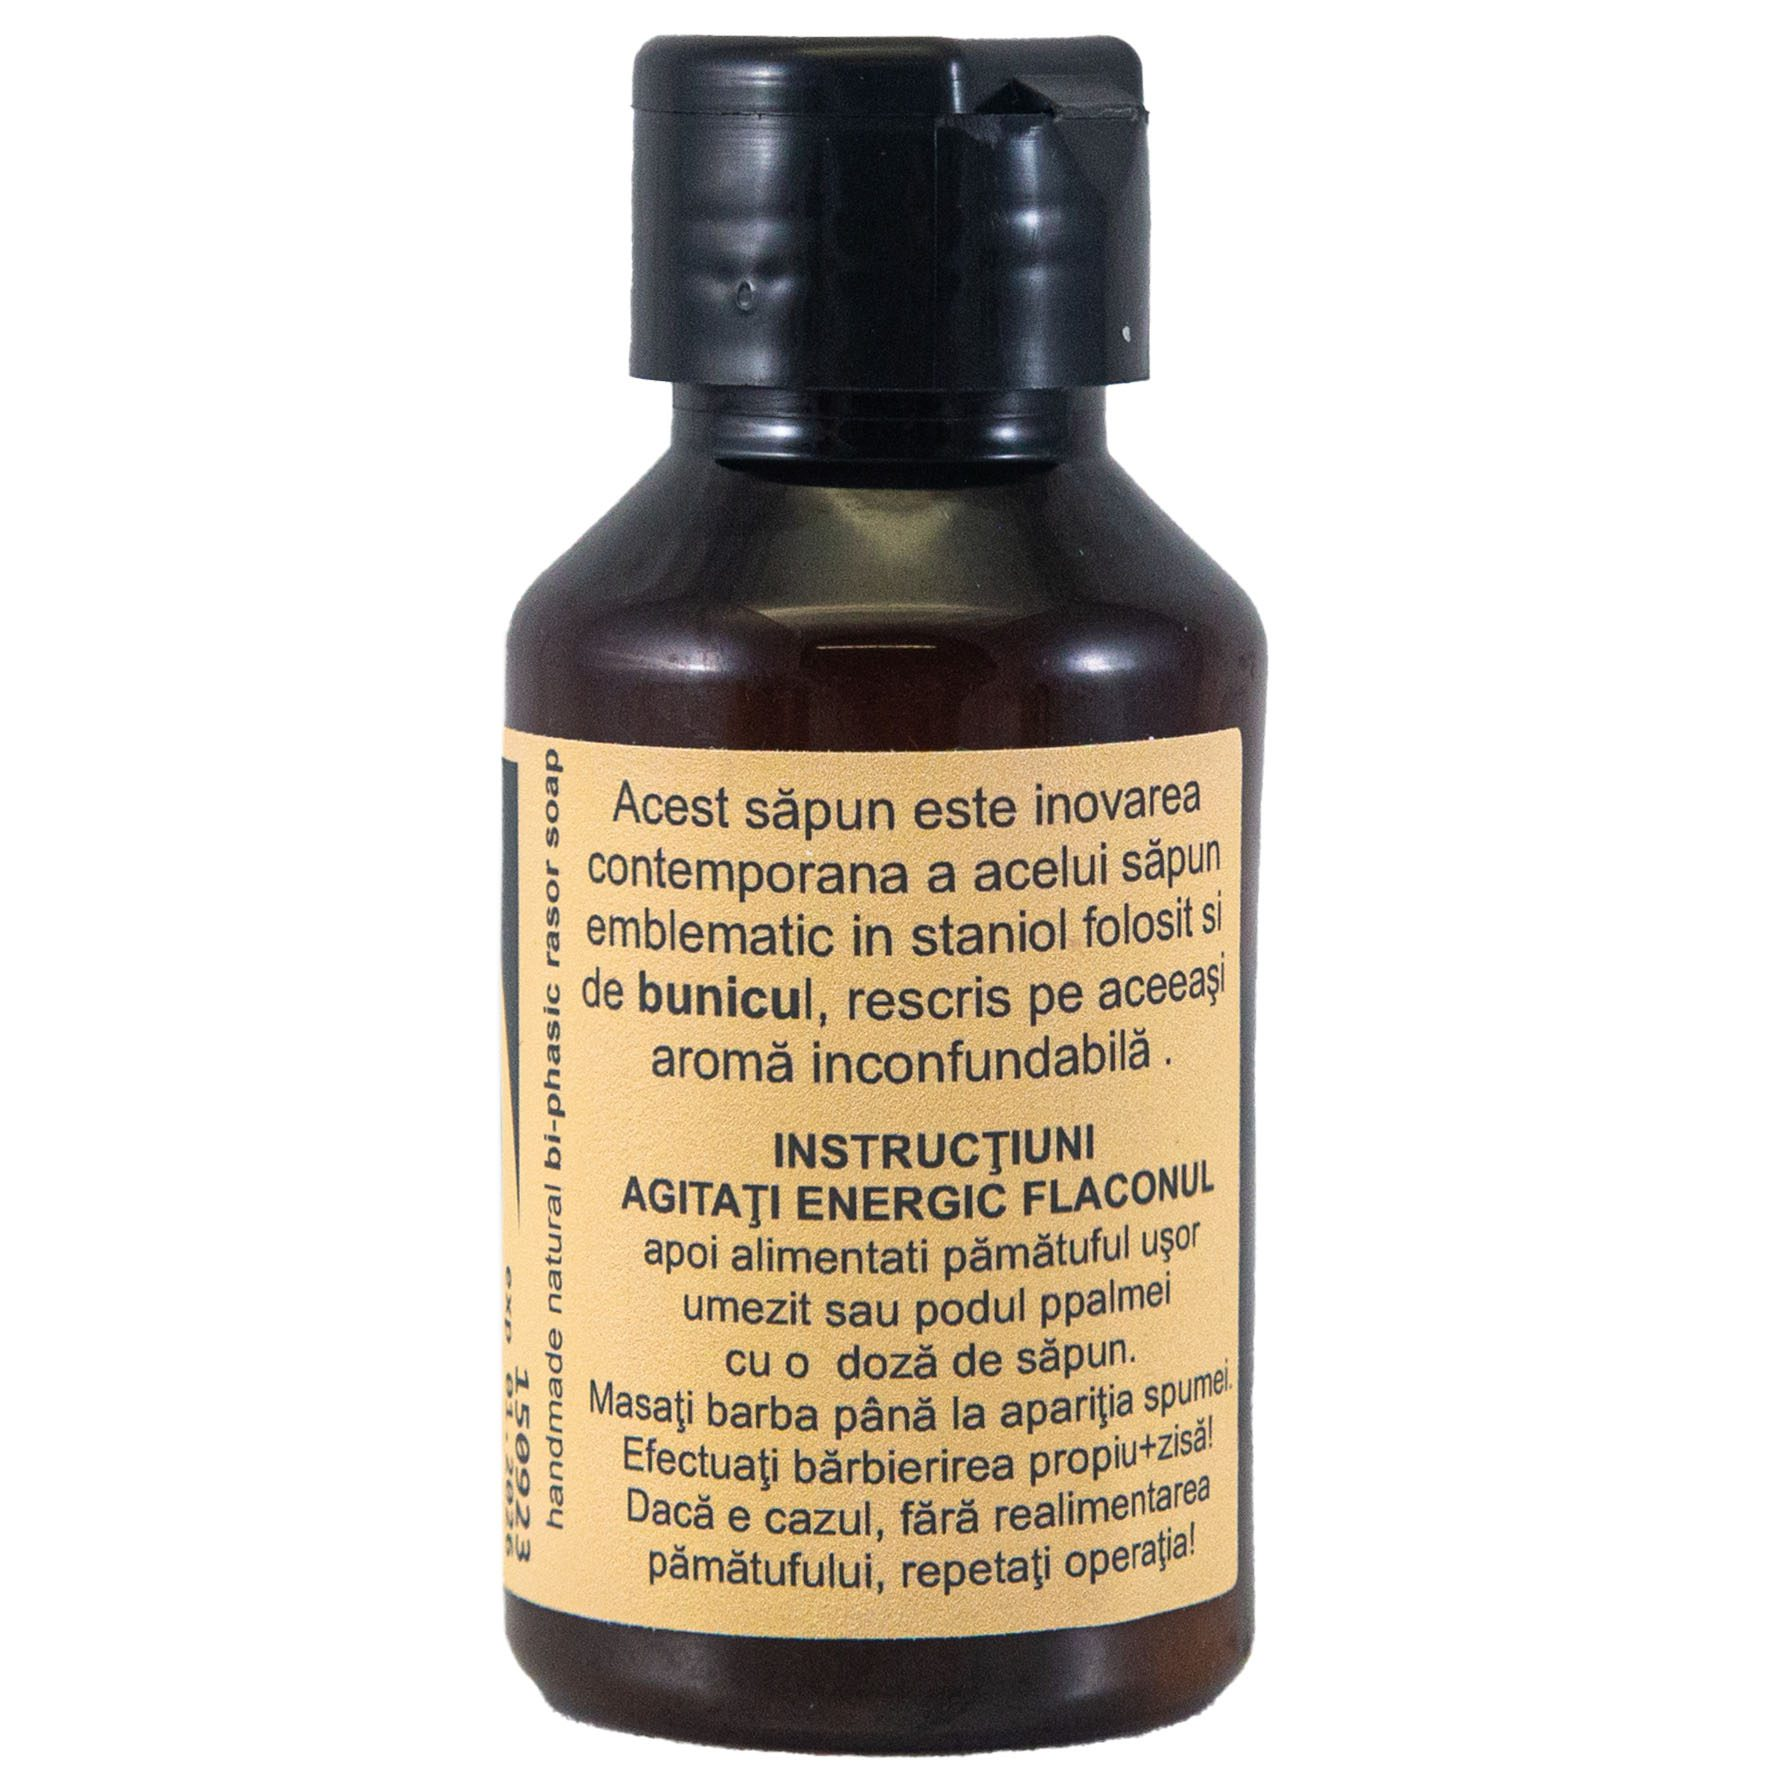 Acest săpun este inovarea
contemporana a acelui săpun
emblematic in staniol folosit si
de bunicul, rescris pe aceeaşi
aromă inconfundabilă .
INSTRUCŢIUNI
AGITAŢI ENERGIC FLACONUL
apoi alimentati pămătuful uşor
umezit sau podul ppalmei
cu o doză de săpun.
Masaţi barba până la apariţia spumei.
Efectuaţi bărbierirea propiu+zisă!
Dacă e cazul, fără realimentarea
pămătufului, repetaţi operaţia!
handmade natural bi-phasic rasor soap
150923
exp 01.2026